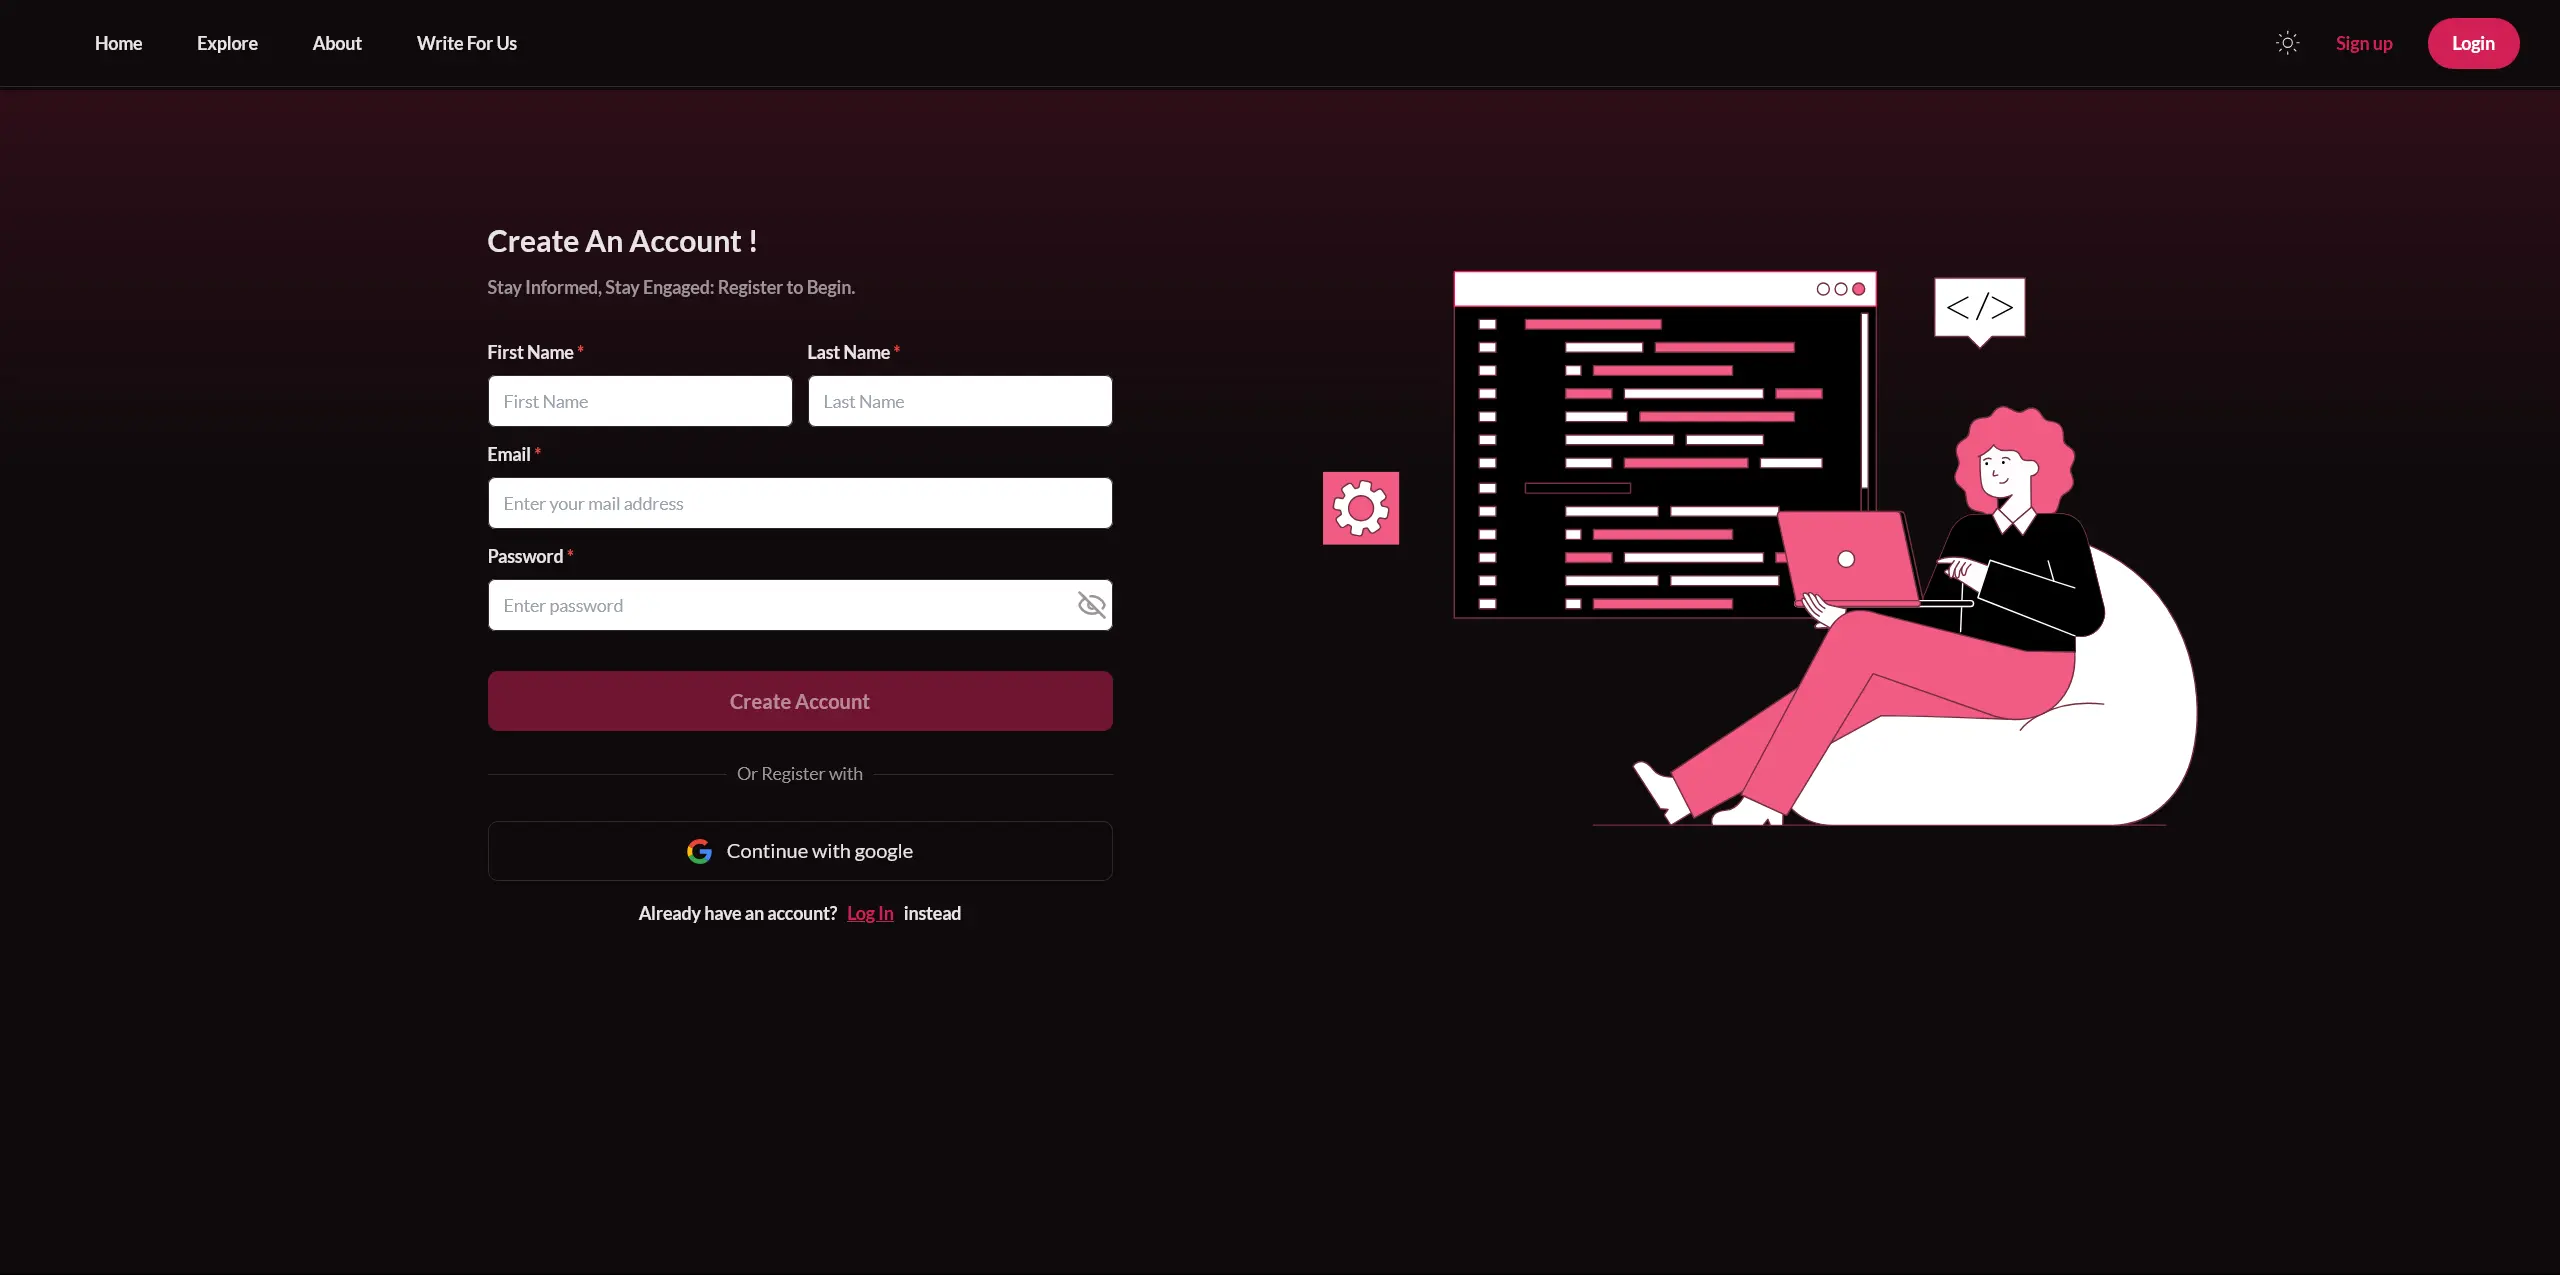 Home Explore About Write For Us Sign up Login
Create An Account !
Stay Informed, Stay Engaged: Register to Begin.
First Name * Last Name *
First Name Last Name
Email *
Enter your mail address
Password *
Enter password
Create Account
Or Register with
Continue with google
Already have an account? Log In instead
</>